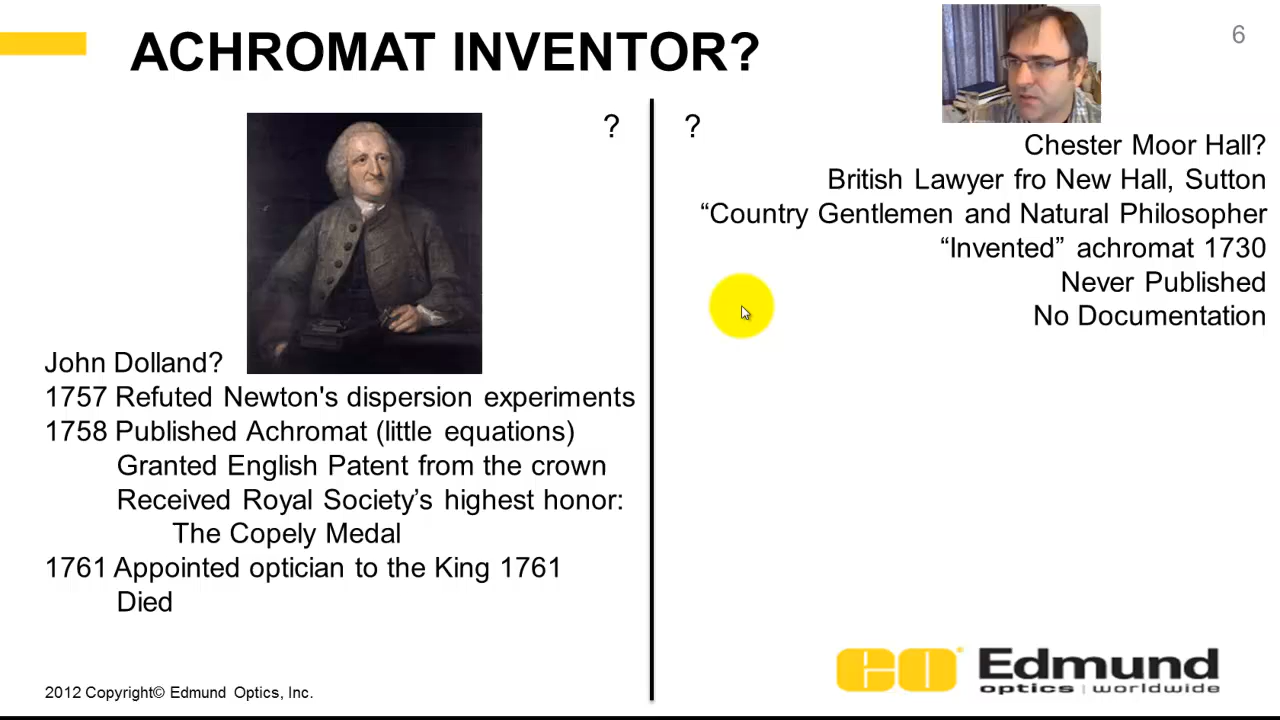 ACHROMAT INVENTOR?
6
?
John Dolland?
1757 Refuted Newton's dispersion experiments
1758 Published Achromat (little equations)
Granted English Patent from the crown
Received Royal Society’s highest honor:
The Copely Medal
1761 Appointed optician to the King 1761
Died
?
Chester Moor Hall?
British Lawyer fro New Hall, Sutton
“Country Gentlemen and Natural Philosopher
“Invented” achromat 1730
Never Published
No Documentation
2012 Copyright© Edmund Optics, Inc.
EO Edmund
optics | worldwide